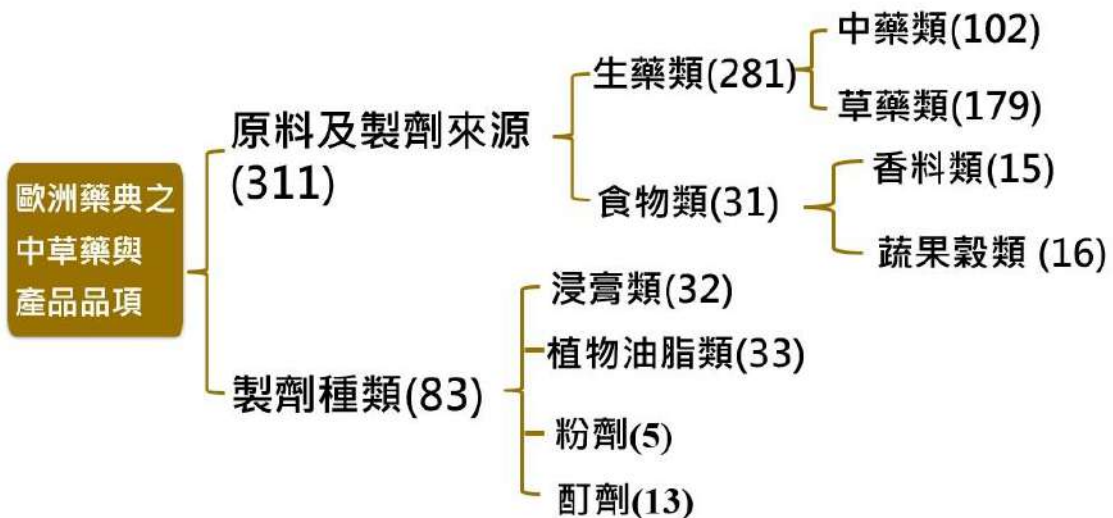 歐洲藥典之
中草藥與
產品品項
原料及製劑來源
(311)
生藥類(281)
中藥類(102)
草藥類(179)
食物類(31)
香料類(15)
蔬果穀類 (16)
製劑種類(83)
浸膏類(32)
植物油脂類(33)
粉劑(5)
酊劑(13)